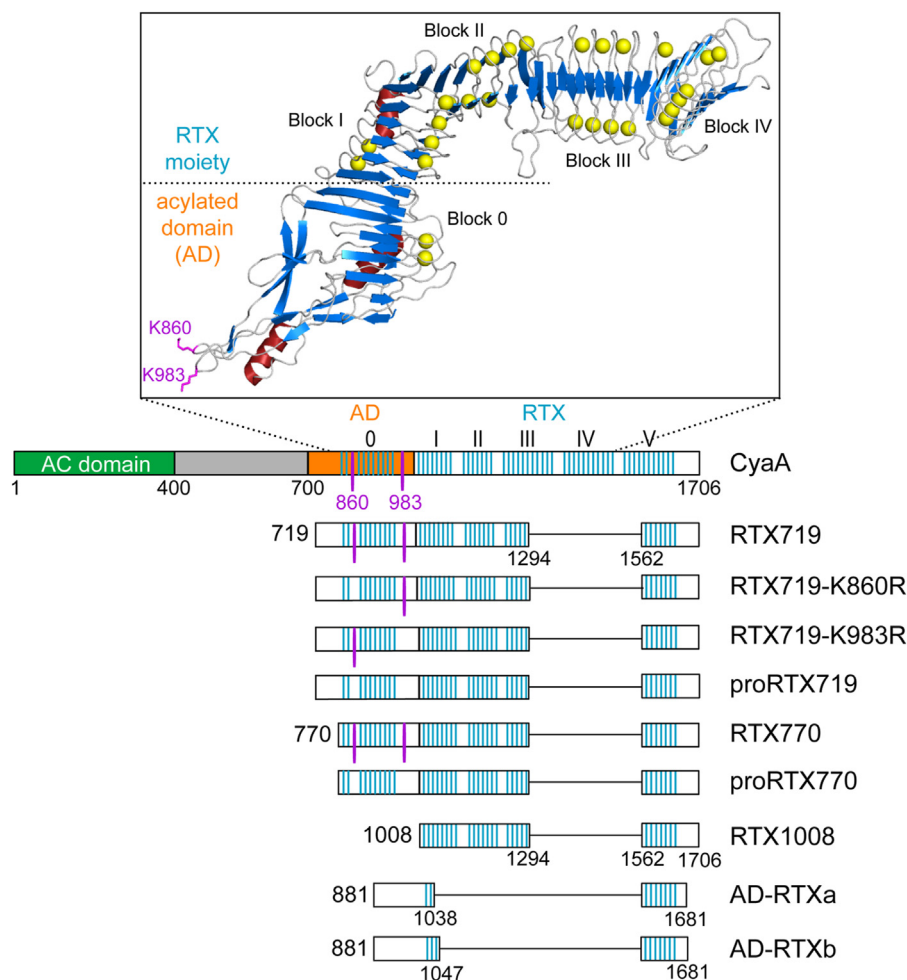 Block II
Block I
RTX
moiety
Block III
Block IV
acylated
domain
(AD)
Block 0
K860
K983
AD RTX
0 I II III IV V
AC domain CyaA
1 400 700 1706
860 983
719 RTX719
1294 1562
RTX719-K860R
RTX719-K983R
proRTX719
770 RTX770
proRTX770
1008 RTX1008
1294 1562 1706
881 AD-RTXa
1038 1681
881 AD-RTXb
1047 1681